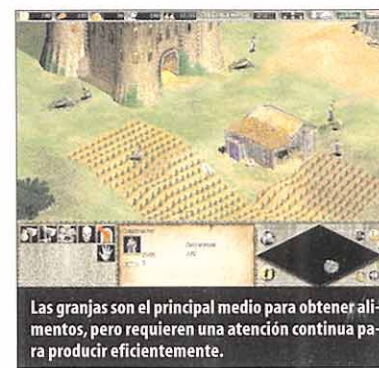 Las granjas son el principal medio para obtener ali-
mentos, pero requieren una atención continua pa-
ra producir eficientemente.